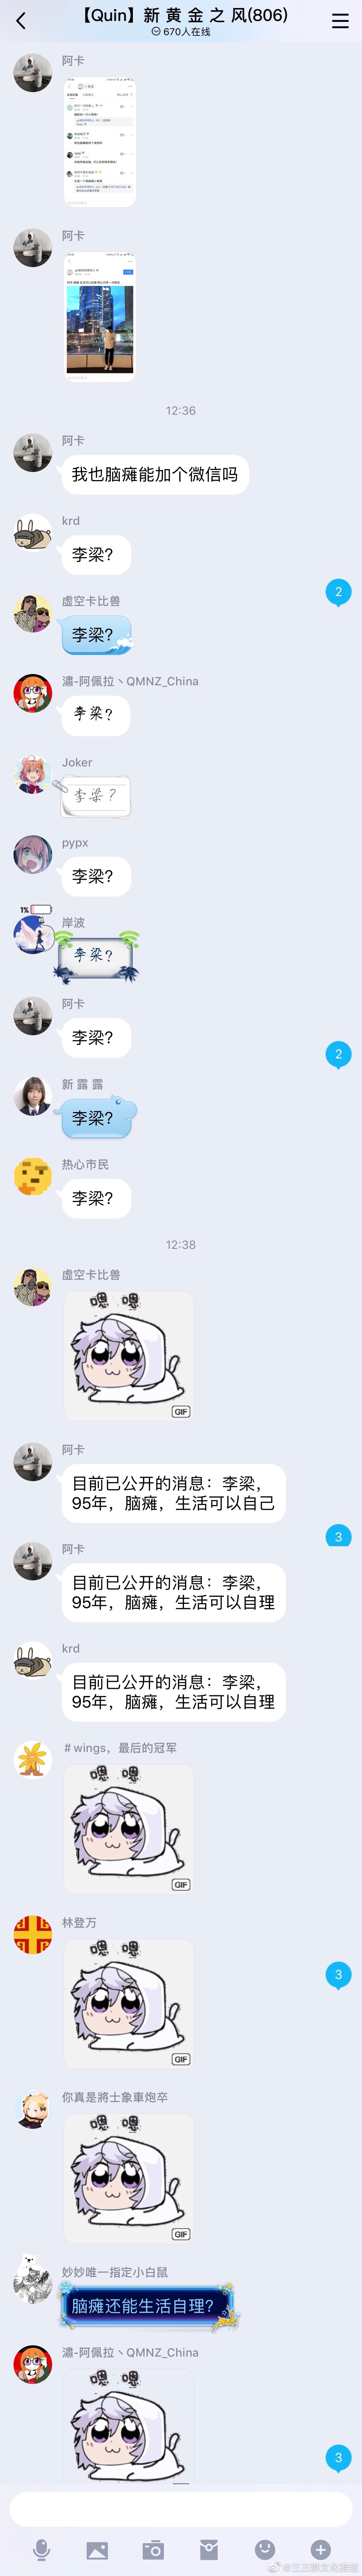 【Quin】新 黄 金 之 风(806)
670人在线
阿卡
阿卡
12:36
阿卡
我也脑瘫能加个微信吗
krd
李梁?
2
虚空卡比兽
李梁?
瀟-阿佩拉丶QMNZ_China
李梁?
Joker
李梁?
pypx
李梁?
1%
岸波
李梁?
阿卡
李梁?
2
新 露 露
李梁?
热心市民
李梁?
12:38
虚空卡比兽
嗯 嗯
GIF
阿卡
目前已公开的消息：李梁，
95年，脑瘫，生活可以自己
3
阿卡
目前已公开的消息：李梁，
95年，脑瘫，生活可以自理
krd
目前已公开的消息：李梁，
95年，脑瘫，生活可以自理
#wings，最后的冠军
嗯 嗯
GIF
林登万
嗯 嗯
GIF
3
你真是將士象車炮卒
嗯 嗯
GIF
妙妙唯一指定小白鼠
脑瘫还能生活自理?
瀟-阿佩拉丶QMNZ_China
嗯 嗯
3